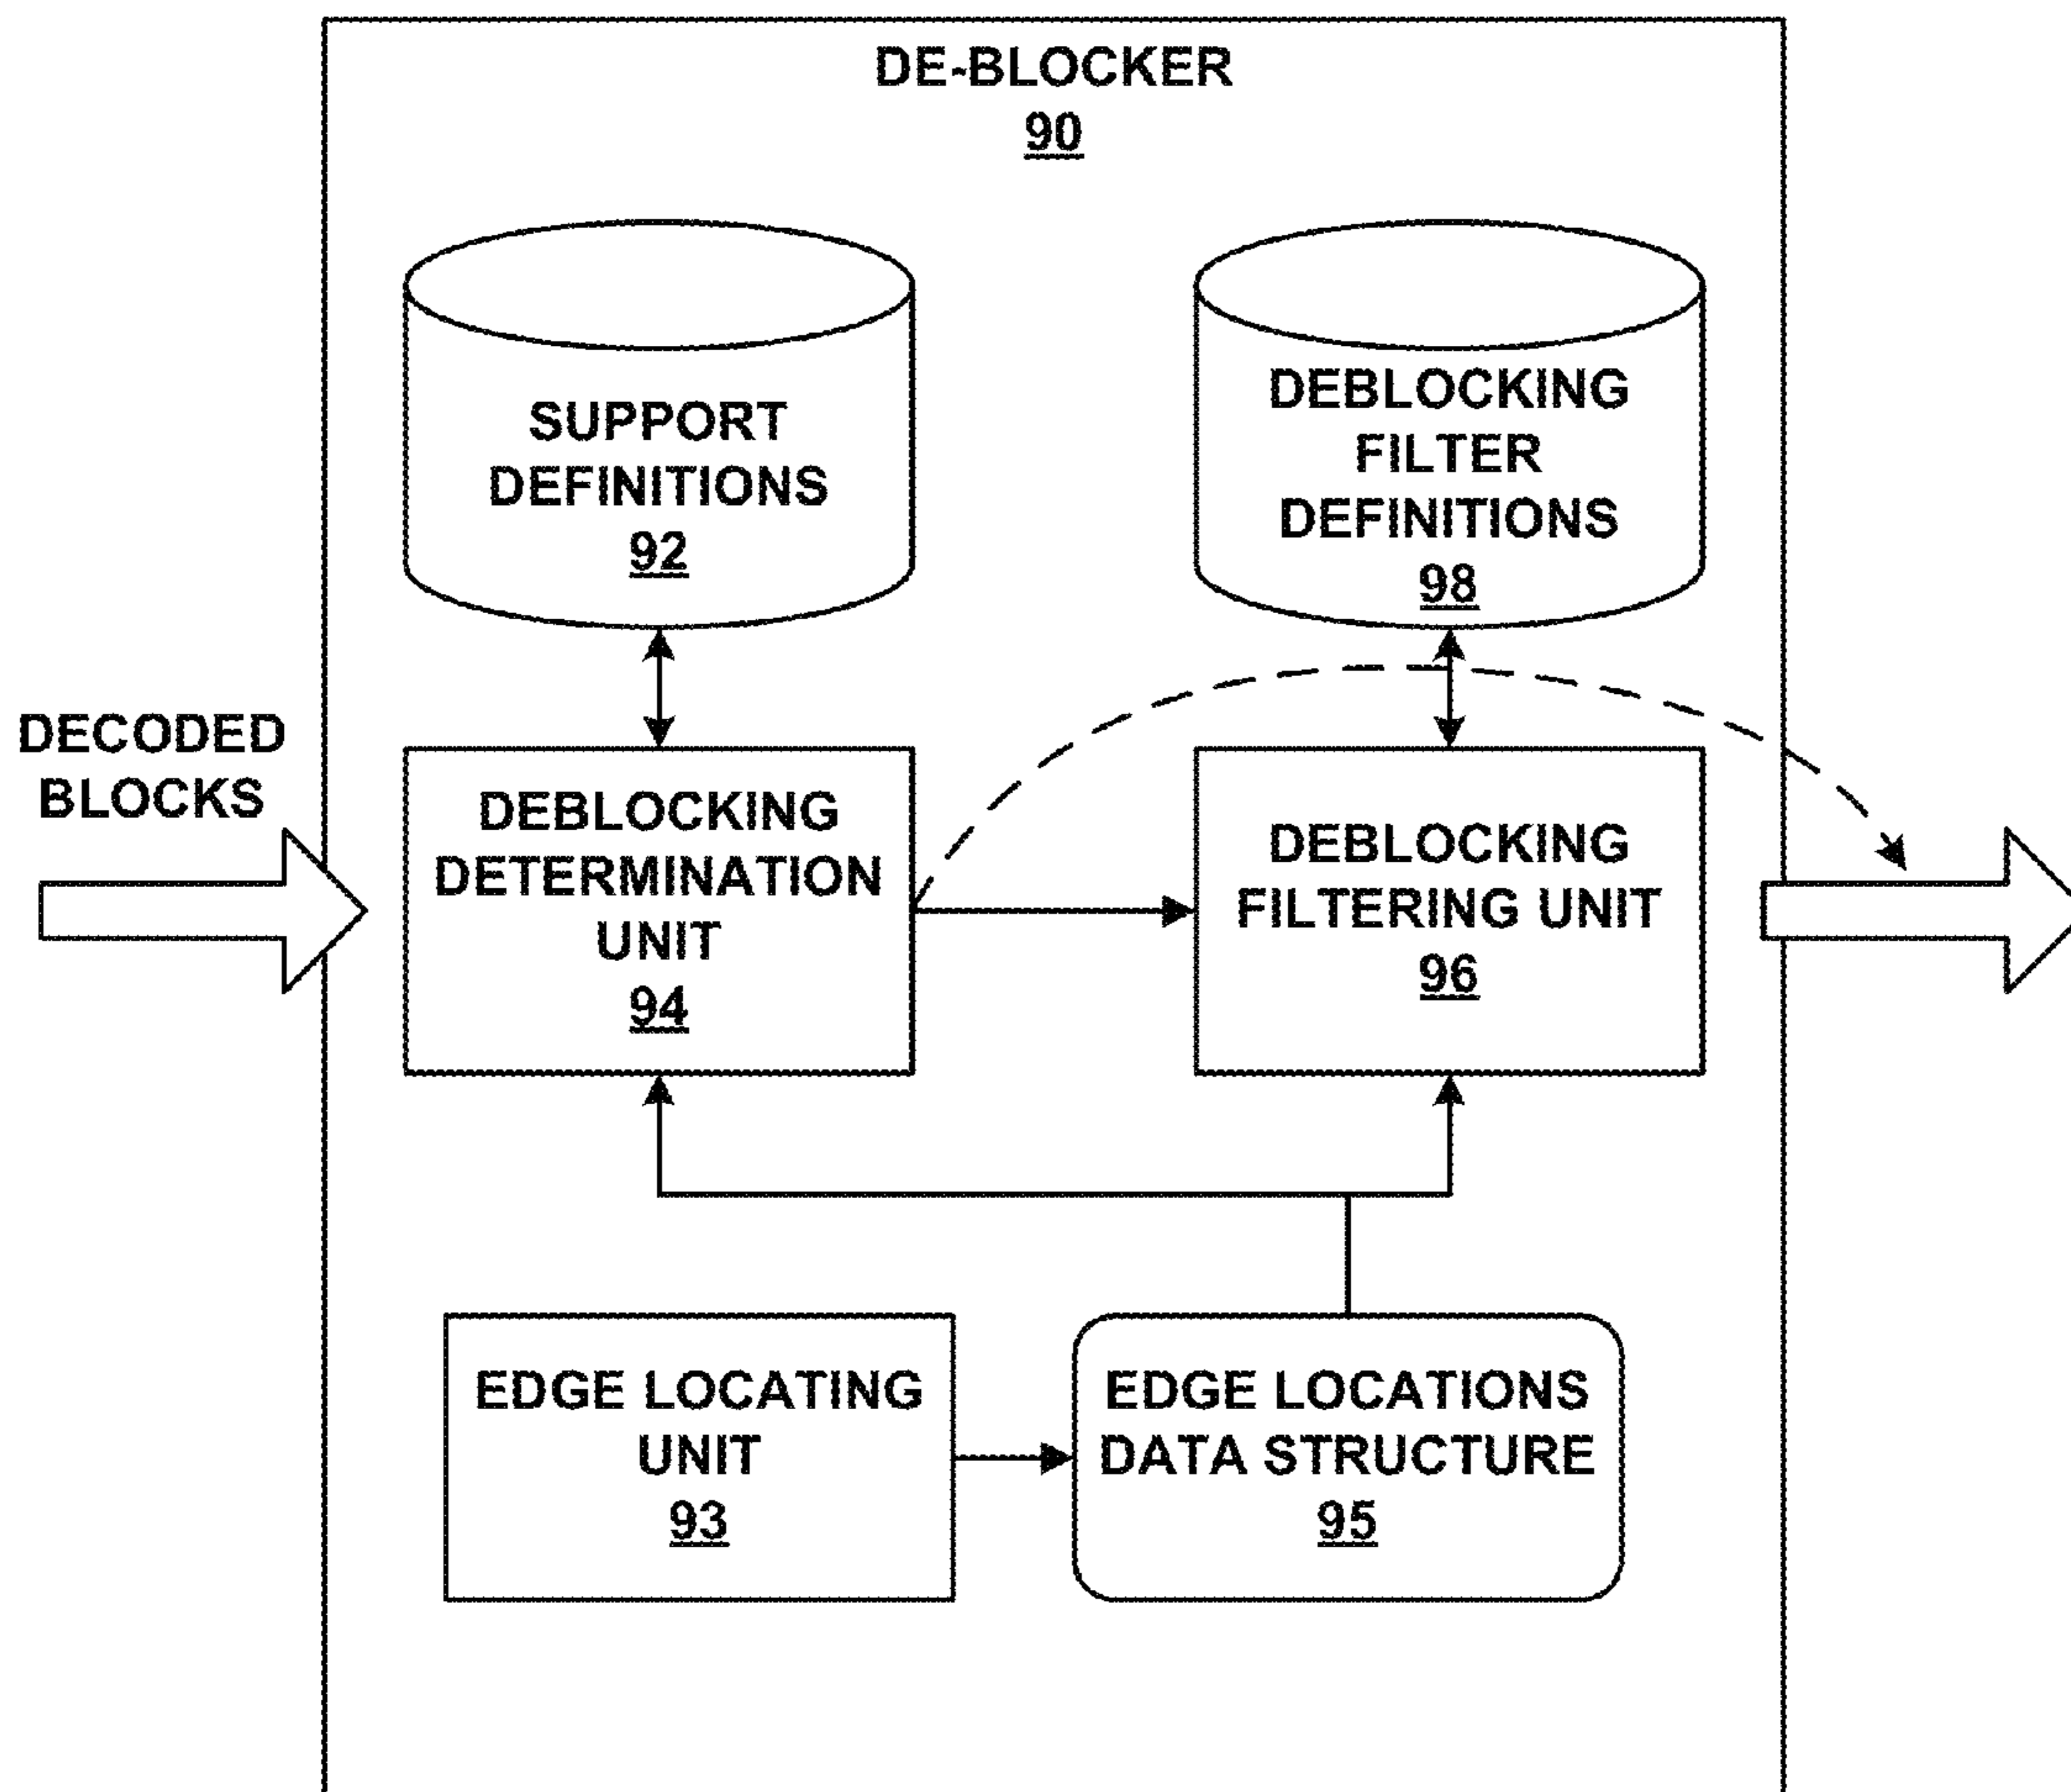 DE-BLOCKER
90
SUPPORT
DEFINITIONS
92
DEBLOCKING
FILTER
DEFINITIONS
98
DECODED
BLOCKS
DEBLOCKING
DETERMINATION
UNIT
94
DEBLOCKING
FILTERING UNIT
96
EDGE LOCATING
UNIT
93
EDGE LOCATIONS
DATA STRUCTURE
95